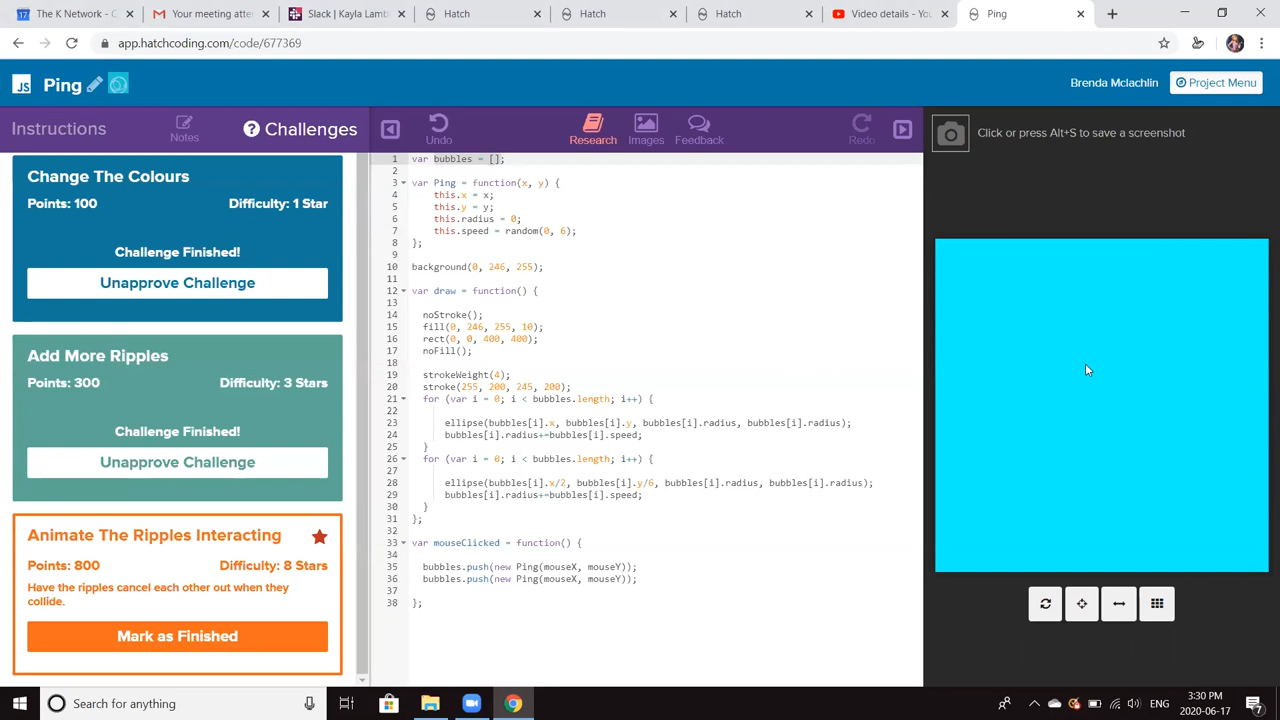 The K Network - C
Your meeting atte
Slack | Kayla Lamb
Hatch
Hatch
Hatch
Video details - You
Ping
app.hatchcoding.com/code/677369
JS
Ping
Brenda Mclachlin
Project Menu
Instructions
Notes
Challenges
Undo
Research
Images
Feedback
Redo
Click or press Alt+S to save a screenshot
Change The Colours
Points: 100
Difficulty: 1 Star
Challenge Finished!
Unapprove Challenge
Add More Ripples
Points: 300
Difficulty: 3 Stars
Challenge Finished!
Unapprove Challenge
Animate The Ripples Interacting
Points: 800
Difficulty: 8 Stars
Have the ripples cancel each other out when they
collide.
Mark as Finished
1 var bubbles = [];
2
3 var Ping = function(x, y) {
4 this.x = x;
5 this.y = y;
6 this.radius = 0;
7 this.speed = random(0, 6);
8 };
9
10 background(0, 246, 255);
11
12 var draw = function() {
13
14 noStroke();
15 fill(0, 246, 255, 10);
16 rect(0, 0, 400, 400);
17 noFill();
18
19 strokeWeight(4);
20 stroke(255, 200, 245, 200);
21 for (var i = 0; i < bubbles.length; i++) {
22
23 ellipse(bubbles[i].x, bubbles[i].y, bubbles[i].radius, bubbles[i].radius);
24 bubbles[i].radius+=bubbles[i].speed;
25 }
26 for (var i = 0; i < bubbles.length; i++) {
27
28 ellipse(bubbles[i].x/2, bubbles[i].y/6, bubbles[i].radius, bubbles[i].radius);
29 bubbles[i].radius+=bubbles[i].speed;
30 }
31 };
32
33 var mouseClicked = function() {
34
35 bubbles.push(new Ping(mouseX, mouseY));
36 bubbles.push(new Ping(mouseX, mouseY));
37
38 };
Search for anything
ENG
3:30 PM
2020-06-17
7